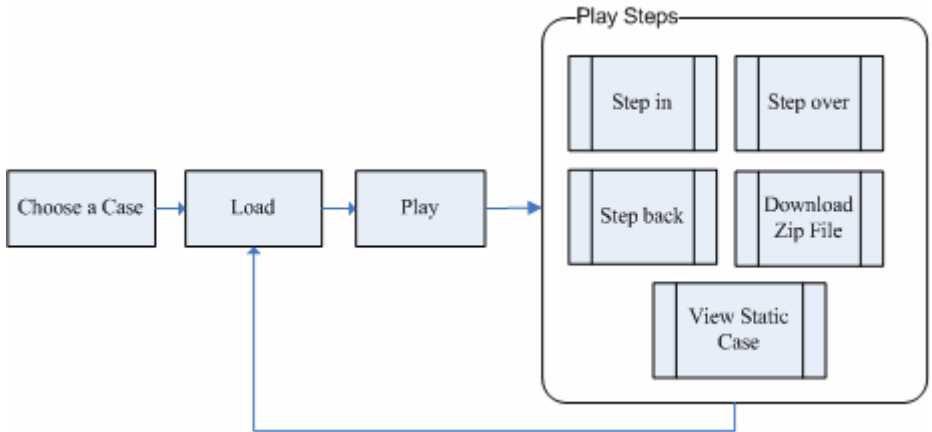 Play Steps
Step in
Step over
Choose a Case
Load
Play
Step back
Download
Zip File
View Static
Case